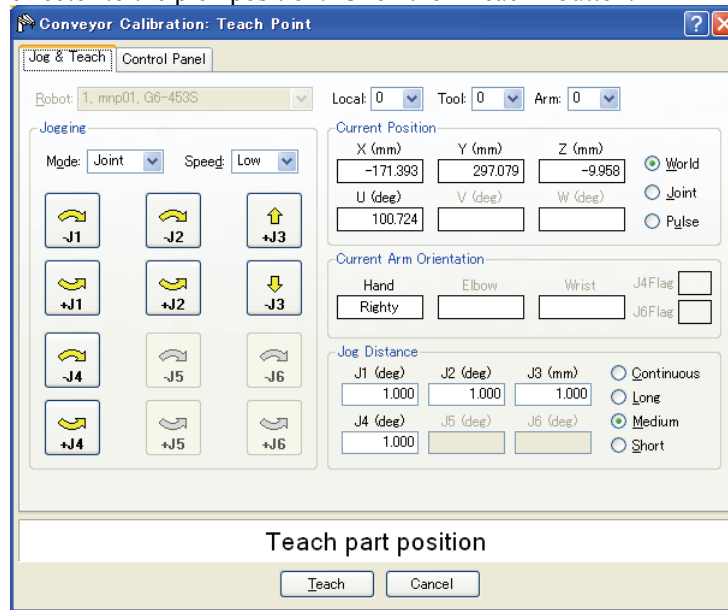 Conveyor Calibration: Teach Point
Jog & Teach Control Panel
Robot: 1, mnp01, G6-453S Local: 0 Tool: 0 Arm: 0
Jogging
Mode: Joint Speed: Low
-J1 -J2 +J3
+J1 +J2 -J3
-J4 -J5 -J6
+J4 +J5 +J6
Current Position
X (mm) Y (mm) Z (mm)
-171.393 297.079 -9.958
U (deg) V (deg) W (deg)
100.724
World
Joint
Pulse
Current Arm Orientation
Hand Elbow Wrist J4Flag
Righty J6Flag
Jog Distance
J1 (deg) J2 (deg) J3 (mm)
1.000 1.000 1.000
J4 (deg) J5 (deg) J6 (deg)
1.000
Continuous
Long
Medium
Short
Teach part position
Teach Cancel